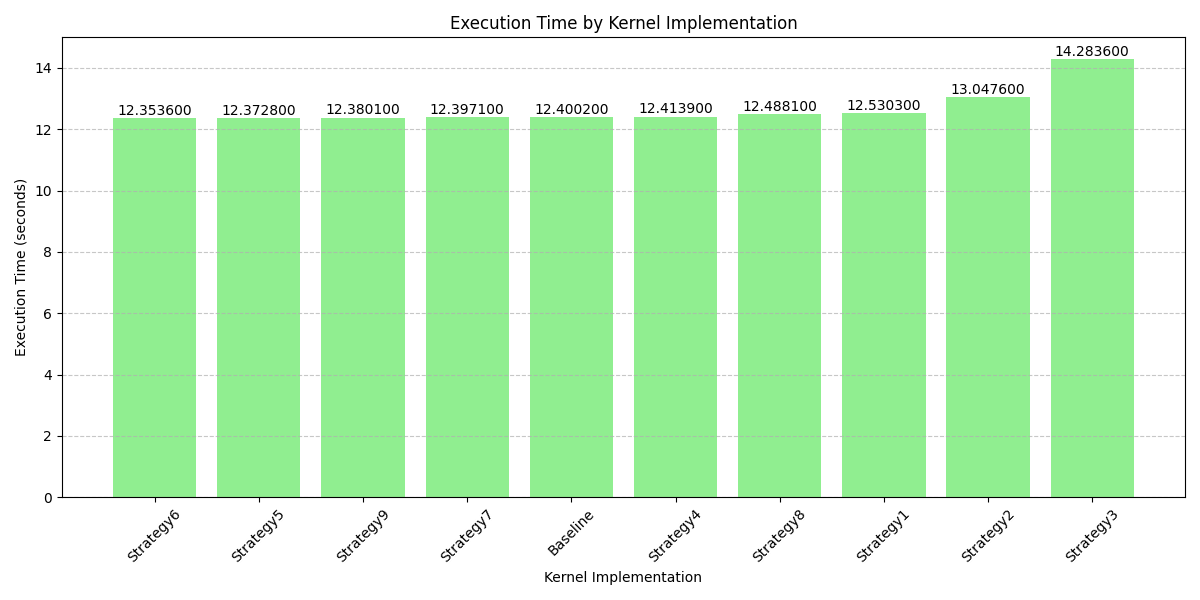 Execution Time by Kernel Implementation
Execution Time (seconds)
14
12
10
8
6
4
2
0
12.353600
12.372800
12.380100
12.397100
12.400200
12.413900
12.488100
12.530300
13.047600
14.283600
Strategy6
Strategy5
Strategy9
Strategy7
Baseline
Strategy4
Strategy8
Strategy1
Strategy2
Strategy3
Kernel Implementation